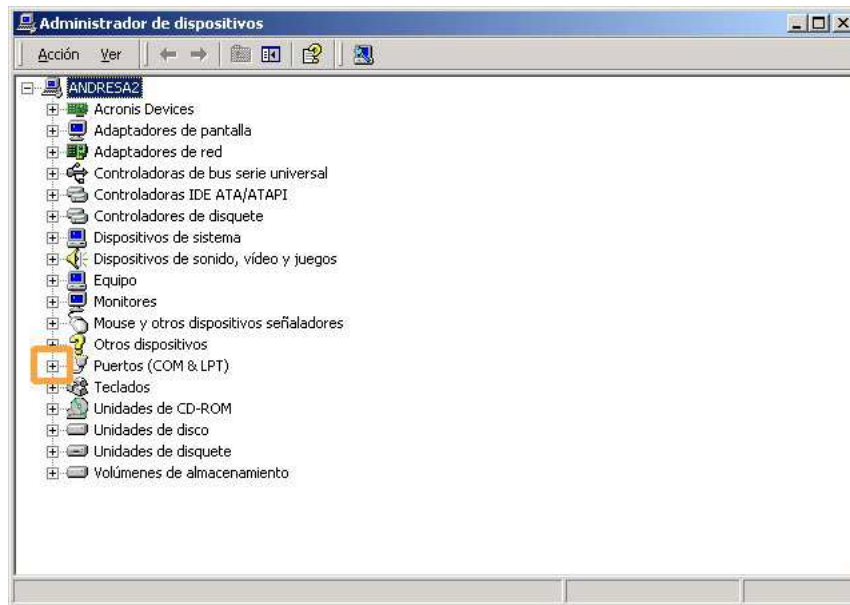 Administrador de dispositivos
Acción Ver
ANDRESA2
Acronis Devices
Adaptadores de pantalla
Adaptadores de red
Controladoras de bus serie universal
Controladoras IDE ATA/ATAPI
Controladores de disquete
Dispositivos de sistema
Dispositivos de sonido, vídeo y juegos
Equipo
Monitores
Mouse y otros dispositivos señaladores
Otros dispositivos
Puertos (COM & LPT)
Teclados
Unidades de CD-ROM
Unidades de disco
Unidades de disquete
Volúmenes de almacenamiento